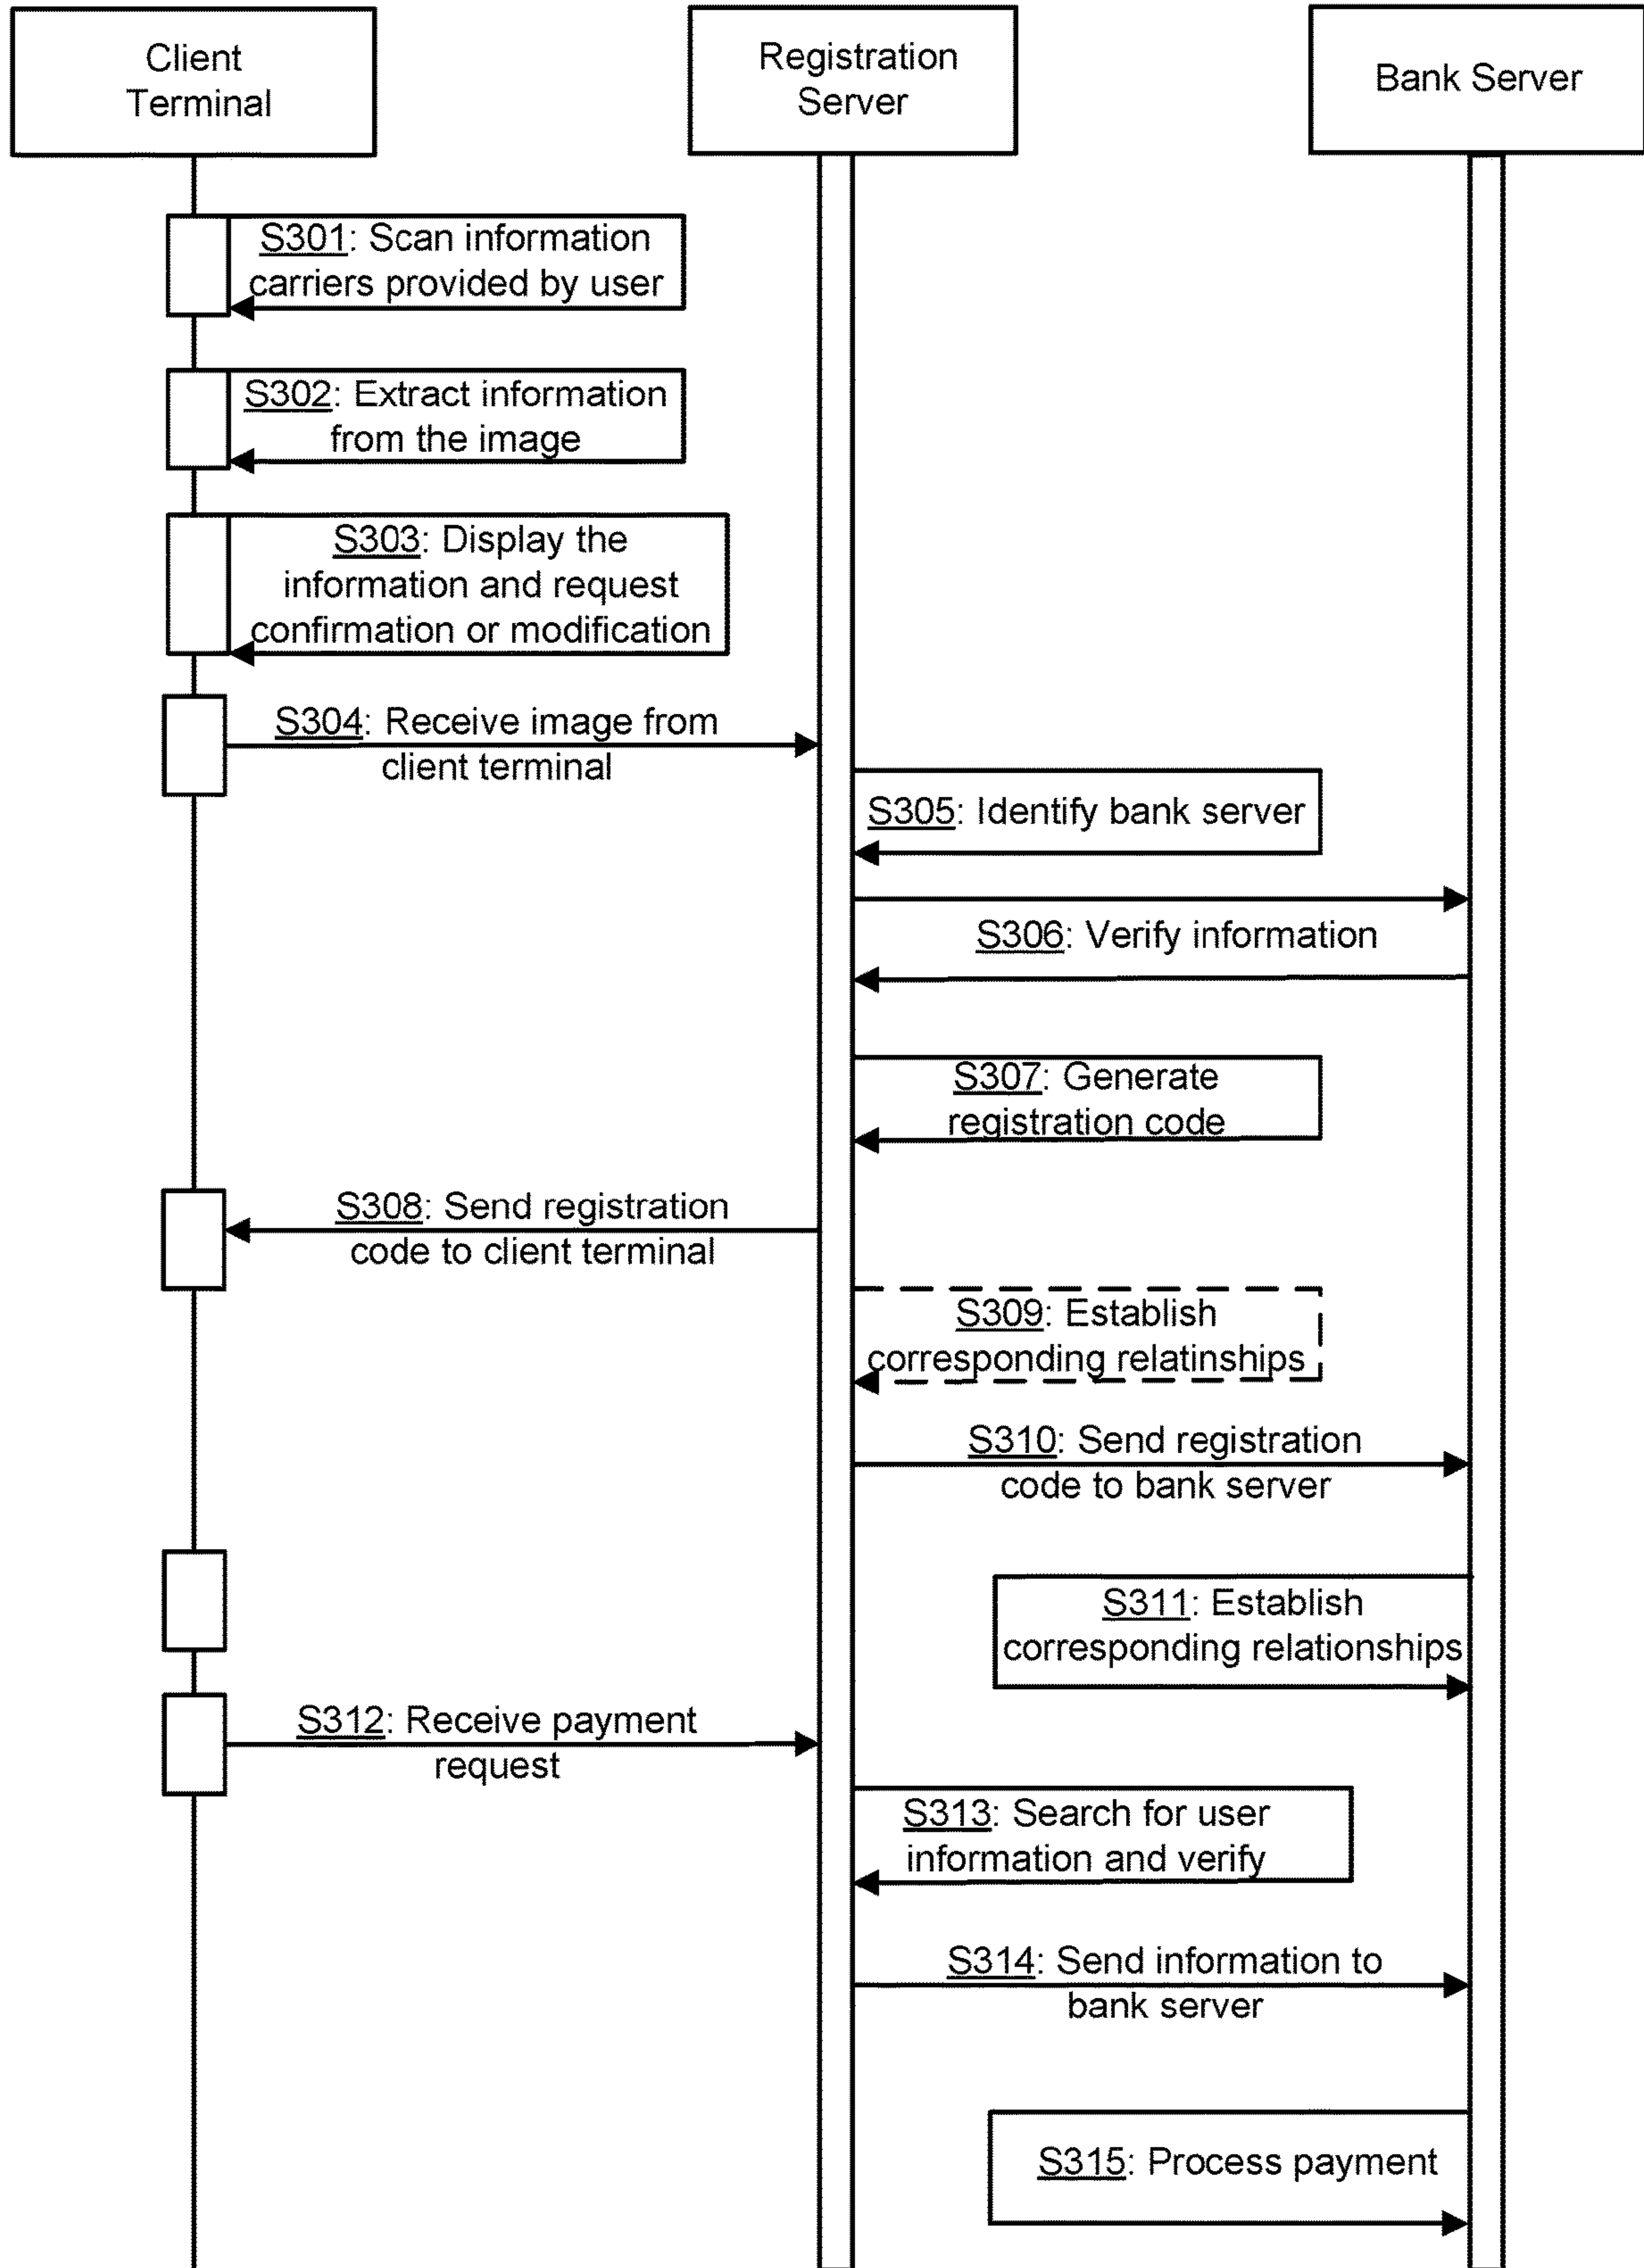 Client
Terminal
Registration
Server
Bank Server
S301: Scan information
carriers provided by user
S302: Extract information
from the image
S303: Display the
information and request
confirmation or modification
S304: Receive image from
client terminal
S305: Identify bank server
S306: Verify information
S307: Generate
registration code
S308: Send registration
code to client terminal
S309: Establish
corresponding relatinships
S310: Send registration
code to bank server
S311: Establish
corresponding relationships
S312: Receive payment
request
S313: Search for user
information and verify
S314: Send information to
bank server
S315: Process payment